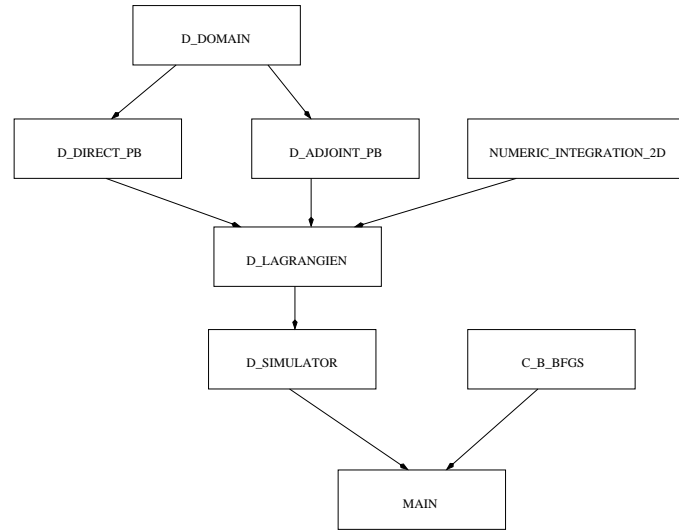 D_DOMAIN
D_DIRECT_PB
D_ADJOINT_PB
NUMERIC_INTEGRATION_2D
D_LAGRANGIEN
D_SIMULATOR
C_B_BFGS
MAIN